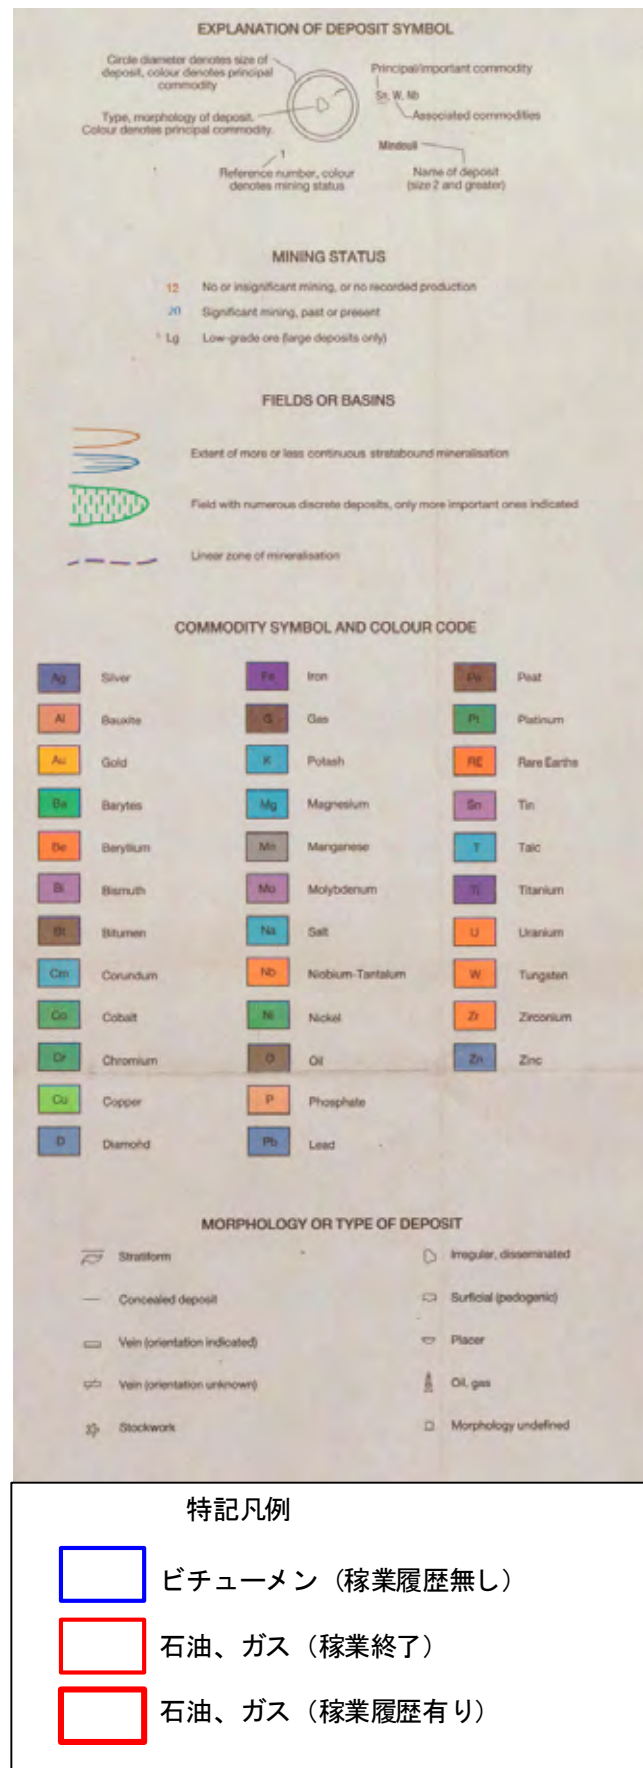 EXPLANATION OF DEPOSIT SYMBOL
Circle diameter denotes size of
deposit, colour denotes principal
commodity
Principal/important commodity
Sn, W, Nb
Type, morphology of deposit.
Colour denotes principal commodity
Associated commodities
1
Mindouli
Reference number, colour
denotes mining status
Name of deposit
(size 2 and greater)
MINING STATUS
12 No or insignificant mining, or no recorded production
20 Significant mining, past or present
Lg Low-grade ore (large deposits only)
FIELDS OR BASINS
Extent of more or less continuous stratabound mineralisation
Field with numerous discrete deposits, only more important ones indicated
Linear zone of mineralisation
COMMODITY SYMBOL AND COLOUR CODE
Ag Silver Fe Iron Pe Peat
Al Bauxite G Gas Pt Platinum
Au Gold K Potash RE Rare Earths
Ba Barytes Mg Magnesium Sn Tin
Be Beryllium Mn Manganese T Talc
Bi Bismuth Mo Molybdenum Ti Titanium
Bt Bitumen Na Salt U Uranium
Cm Corundum Nb Niobium-Tantalum W Tungsten
Co Cobalt Ni Nickel Zr Zirconium
Cr Chromium O Oil Zn Zinc
Cu Copper P Phosphate
D Diamond Pb Lead
MORPHOLOGY OR TYPE OF DEPOSIT
Stratiform Irregular, disseminated
Concealed deposit Surficial (pedogenic)
Vein (orientation indicated) Placer
Vein (orientation unknown) Oil, gas
Stockwork Morphology undefined
特記凡例
ビチューメン（稼業履歴無し）
石油、ガス（稼業終了）
石油、ガス（稼業履歴有り）